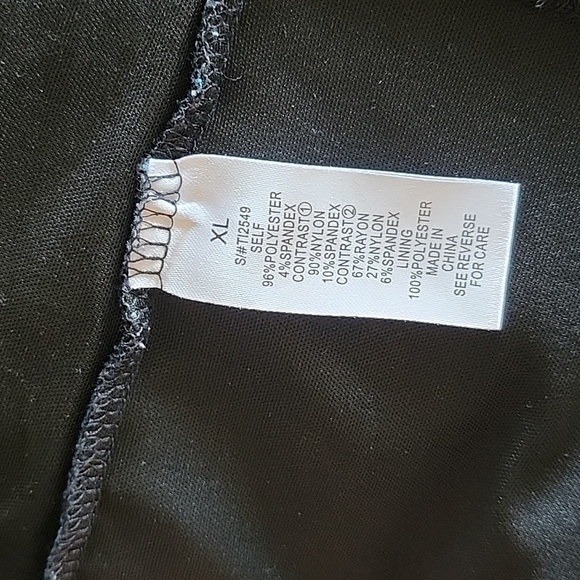 XL
S/#TI2549
SELF
96%POLYESTER
4%SPANDEX
CONTRAST①
90%NYLON
10%SPANDEX
CONTRAST②
67%RAYON
27%NYLON
6%SPANDEX
LINING
100%POLYESTER
MADE IN
CHINA
SEE REVERSE
FOR CARE